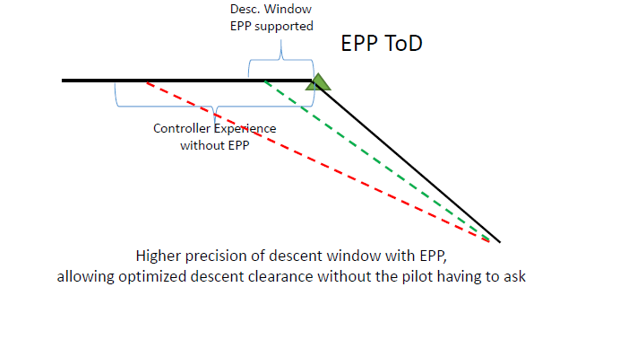 Desc. Window
EPP supported
EPP ToD
Controller Experience
without EPP
Higher precision of descent window with EPP,
allowing optimized descent clearance without the pilot having to ask